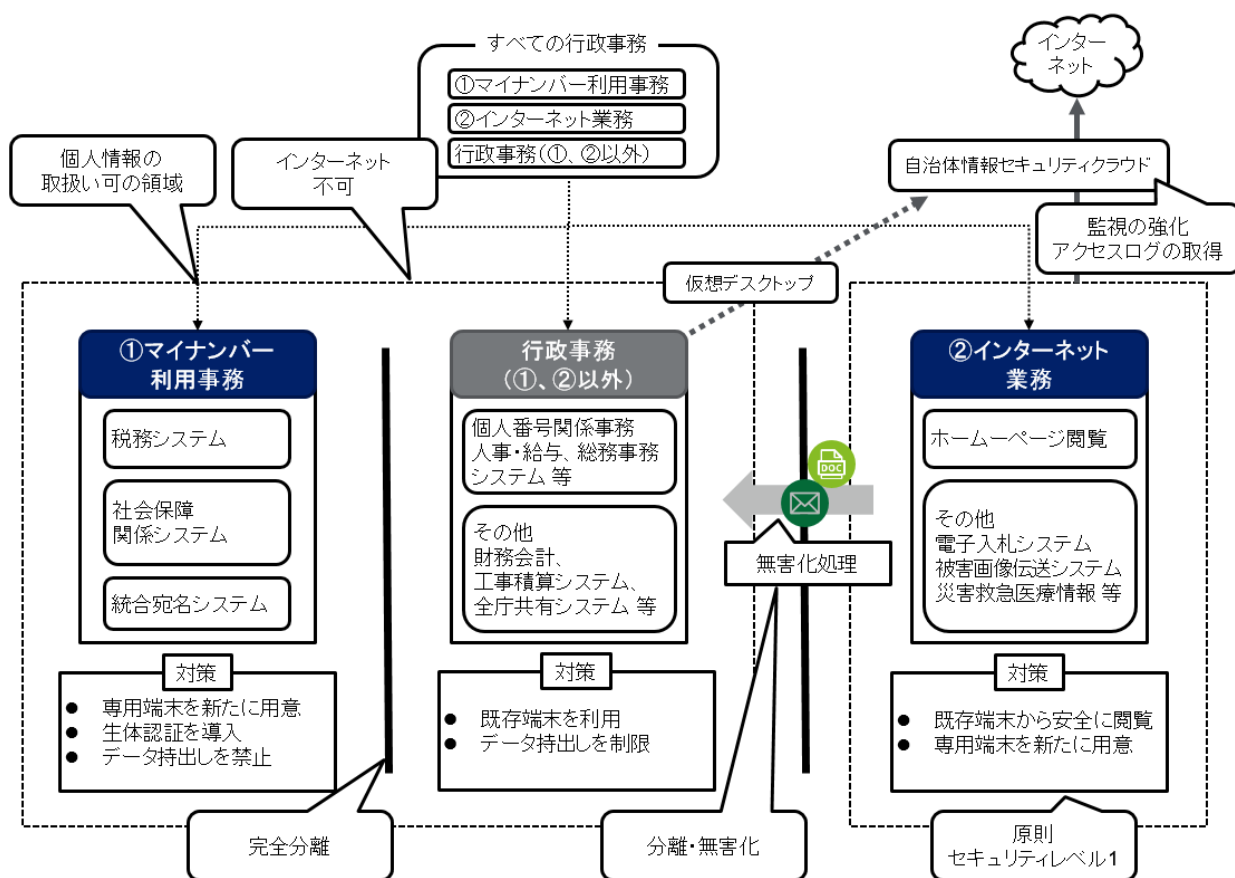 すべての行政事務
①マイナンバー利用事務
②インターネット業務
行政事務(①、②以外)
インター
ネット
個人情報の
取扱い可の領域
インターネット
不可
自治体情報セキュリティクラウド
監視の強化
アクセスログの取得
仮想デスクトップ
①マイナンバー
利用事務
税務システム
社会保障
関係システム
統合宛名システム
対策
● 専用端末を新たに用意
● 生体認証を導入
● データ持出しを禁止
行政事務
(①、②以外)
個人番号関係事務
人事・給与、総務事務
システム 等
その他
財務会計、
工事積算システム、
全庁共有システム 等
対策
● 既存端末を利用
● データ持出しを制限
DOC
無害化処理
②インターネット
業務
ホームページ閲覧
その他
電子入札システム
被害画像伝送システム
災害救急医療情報 等
対策
● 既存端末から安全に閲覧
● 専用端末を新たに用意
完全分離
分離・無害化
原則
セキュリティレベル1